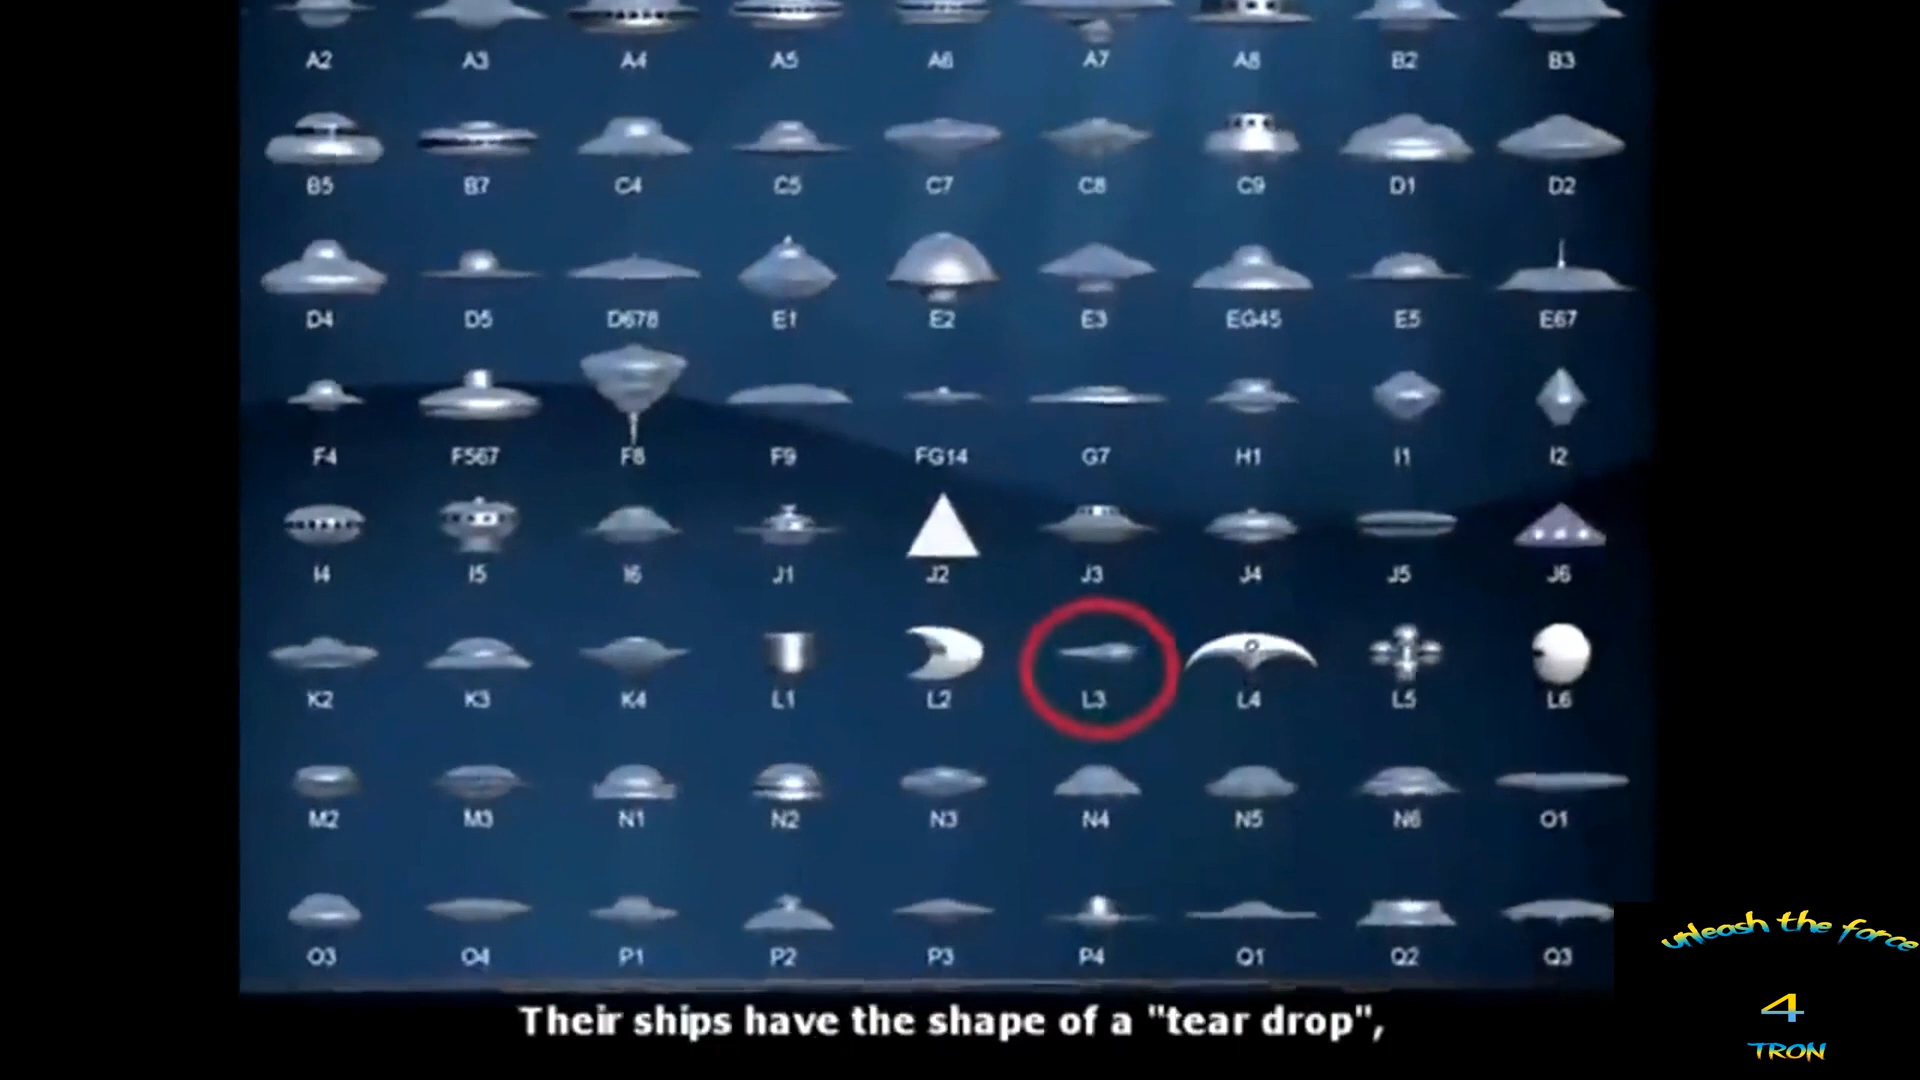 A2 A3 A4 A5 A6 A7 A8 B2 B3
B5 B7 C4 C5 C7 C8 C9 D1 D2
D4 D5 D678 E1 E2 E3 EG45 E5 E67
F4 F567 F8 F9 FG14 G7 H1 I1 I2
I4 I5 I6 J1 J2 J3 J4 J5 J6
K2 K3 K4 L1 L2 L3 L4 L5 L6
M2 M3 N1 N2 N3 N4 N5 N6 O1
O3 O4 P1 P2 P3 P4 Q1 Q2 Q3
Their ships have the shape of a "tear drop",
unleash the force
4
TRON